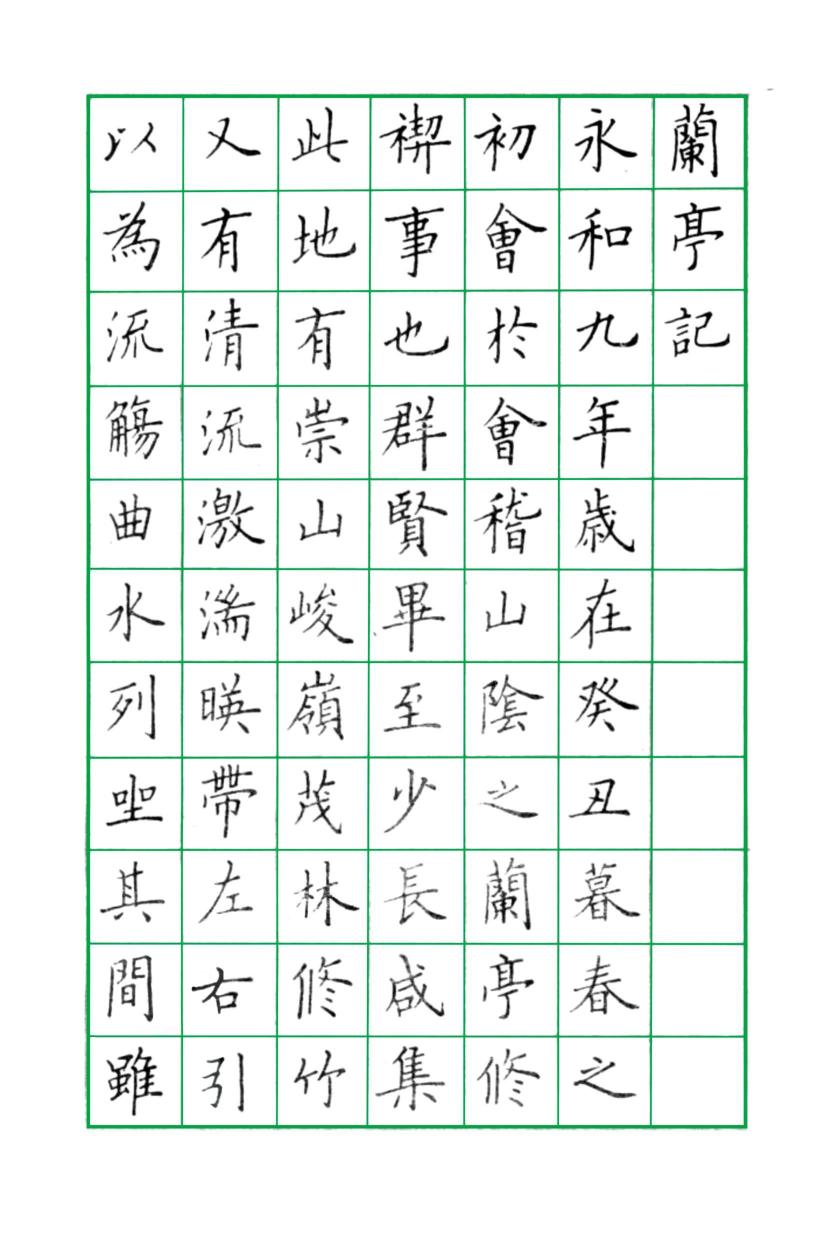 蘭亭記
永和九年歳在癸丑暮春之
初會於會稽山陰之蘭亭修
禊事也群賢畢至少長咸集
此地有崇山峻嶺茂林修竹
又有清流激湍暎帶左右引
以為流觴曲水列坐其間雖